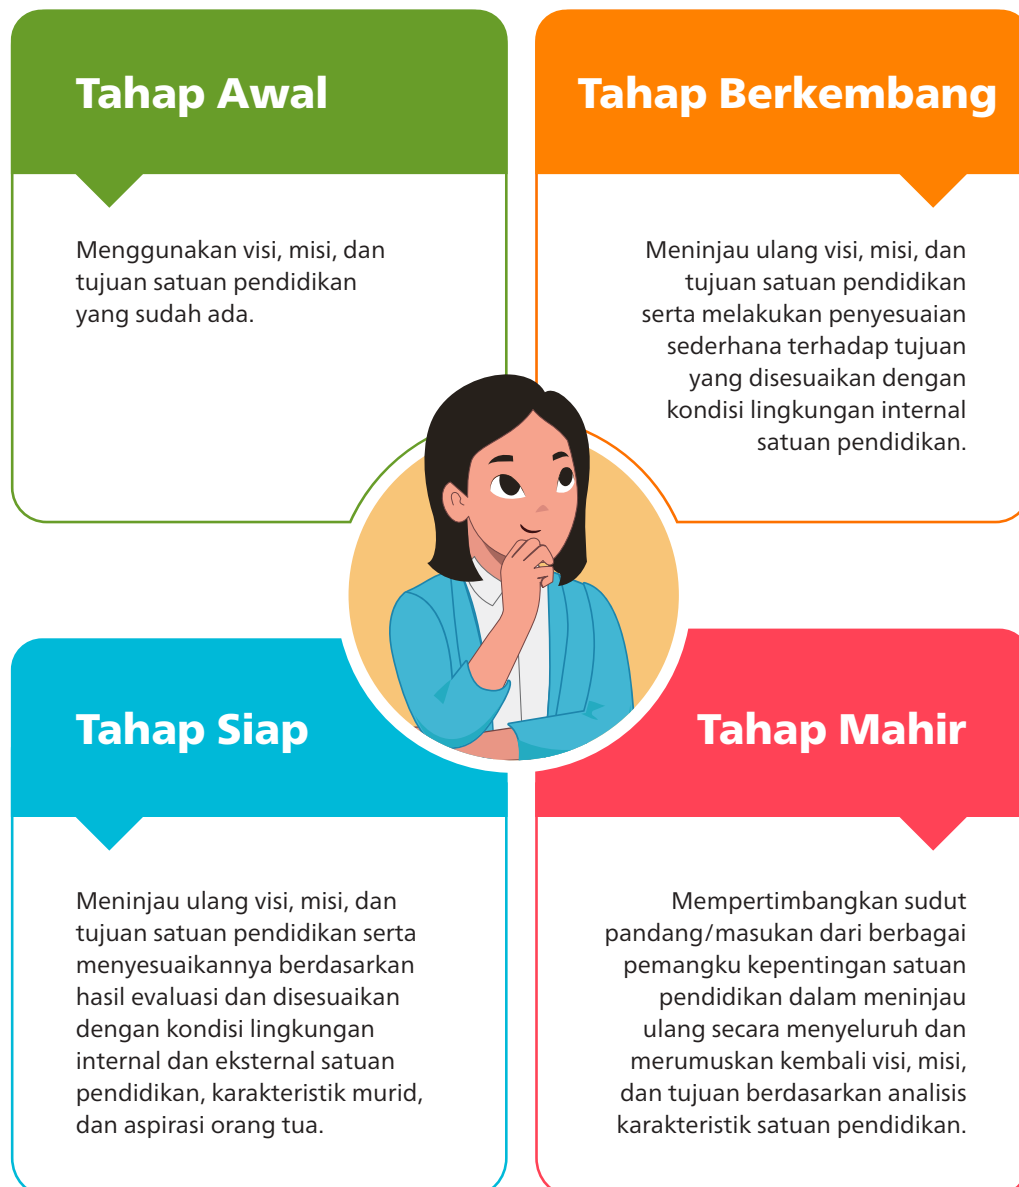 Tahap Awal
Menggunakan visi, misi, dan
tujuan satuan pendidikan
yang sudah ada.
Tahap Berkembang
Meninjau ulang visi, misi, dan
tujuan satuan pendidikan
serta melakukan penyesuaian
sederhana terhadap tujuan
yang disesuaikan dengan
kondisi lingkungan internal
satuan pendidikan.
Tahap Siap
Meninjau ulang visi, misi, dan
tujuan satuan pendidikan serta
menyesuaikannya berdasarkan
hasil evaluasi dan disesuaikan
dengan kondisi lingkungan
internal dan eksternal satuan
pendidikan, karakteristik murid,
dan aspirasi orang tua.
Tahap Mahir
Mempertimbangkan sudut
pandang/masukan dari berbagai
pemangku kepentingan satuan
pendidikan dalam meninjau
ulang secara menyeluruh dan
merumuskan kembali visi, misi,
dan tujuan berdasarkan analisis
karakteristik satuan pendidikan.